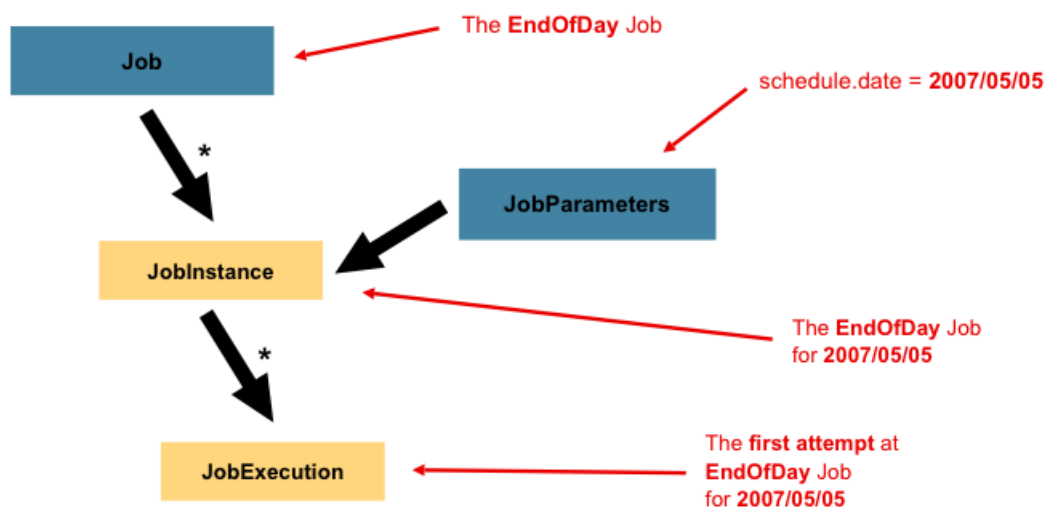 The EndOfDay Job
Job
schedule.date = 2007/05/05
*
JobParameters
JobInstance
The EndOfDay Job
for 2007/05/05
*
The first attempt at
EndOfDay Job
for 2007/05/05
JobExecution